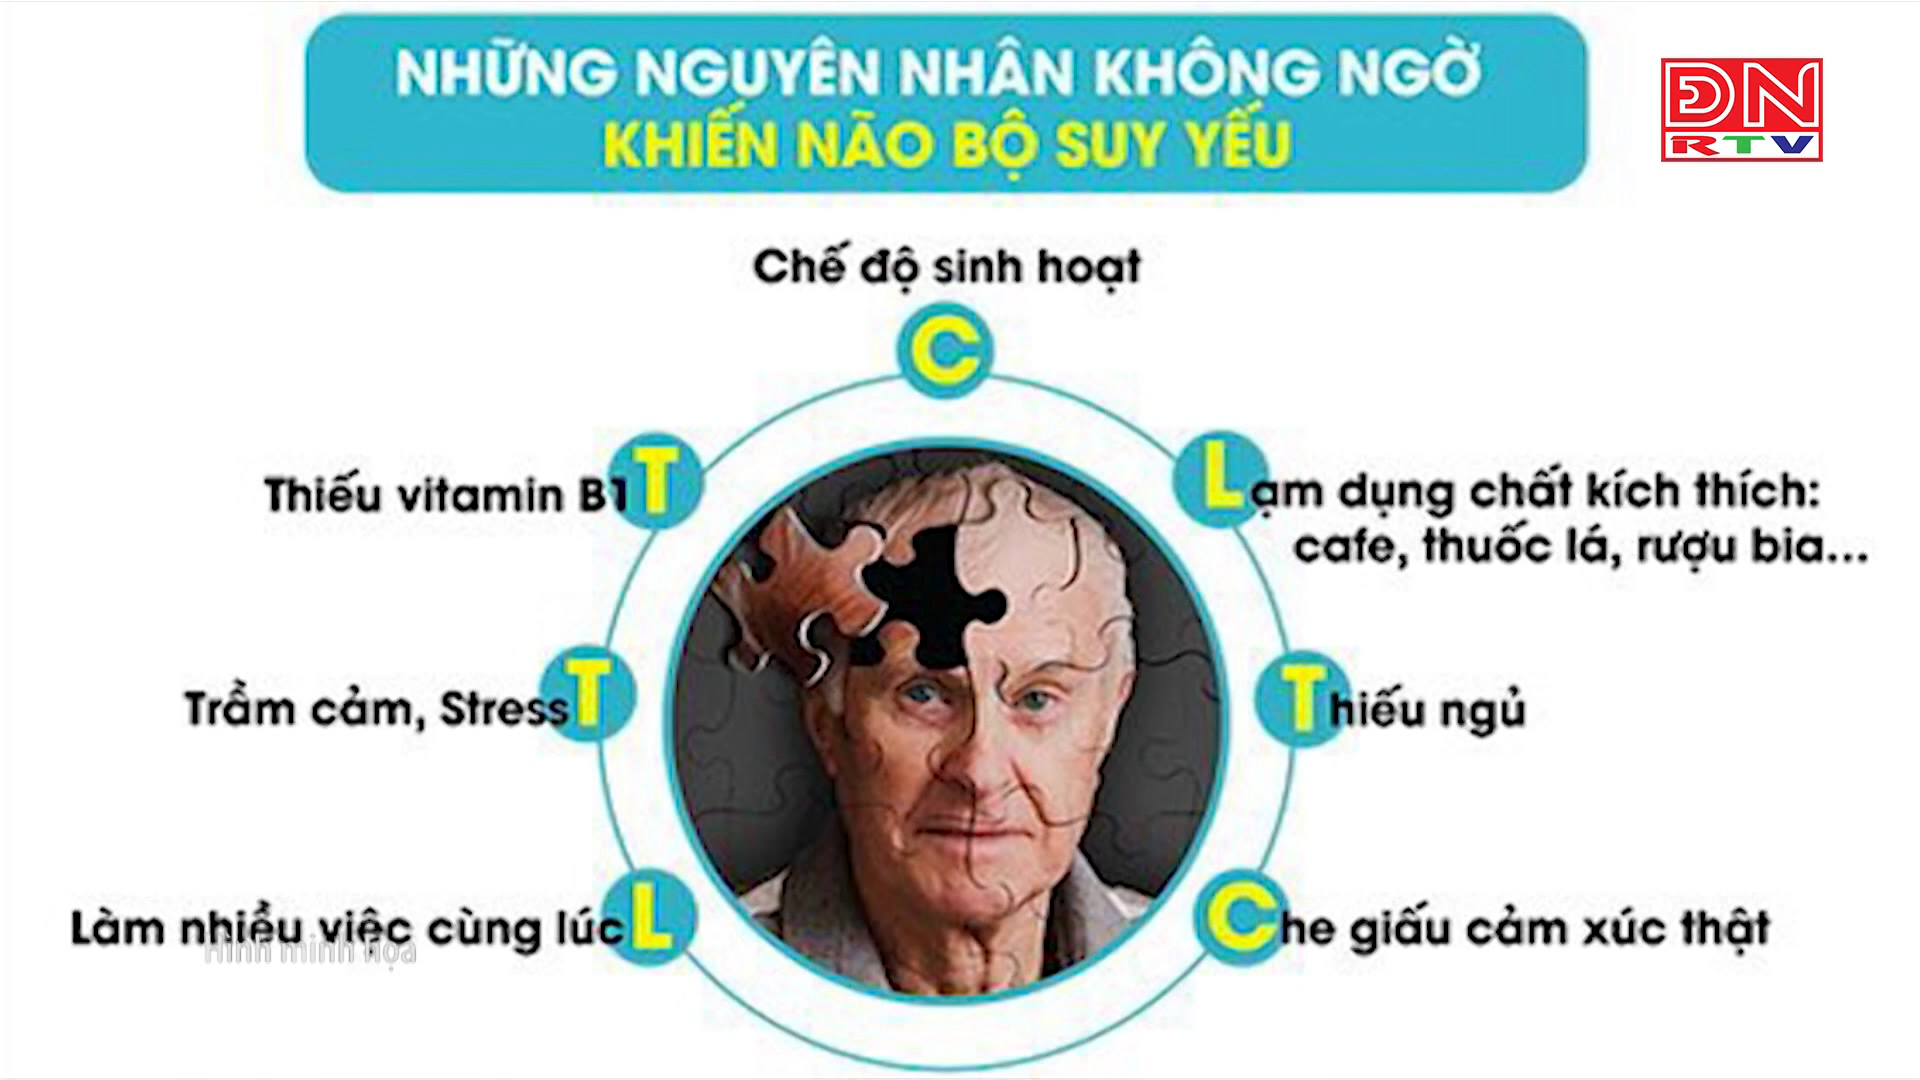 NHỮNG NGUYÊN NHÂN KHÔNG NGỜ
KHIẾN NÃO BỘ SUY YẾU
ĐN
RTV
Chế độ sinh hoạt
C
Thiếu vitamin B1 T
Lạm dụng chất kích thích:
cafe, thuốc lá, rượu bia...
Trầm cảm, Stress T
Thiếu ngủ
Làm nhiều việc cùng lúc L
Che giấu cảm xúc thật
Hình minh họa